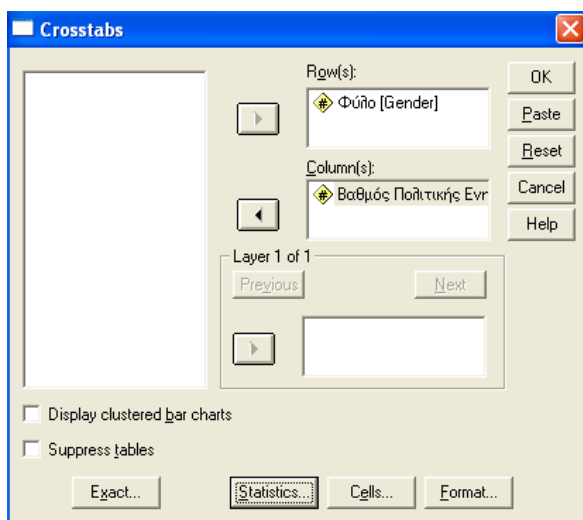 Crosstabs
Row(s):
Φύλο [Gender]
OK
Paste
Reset
Column(s):
Βαθμός Πολιτικής Ενη
Cancel
Help
Layer 1 of 1
Previous
Next
Display clustered bar charts
Suppress tables
Exact...
Statistics...
Cells...
Format...